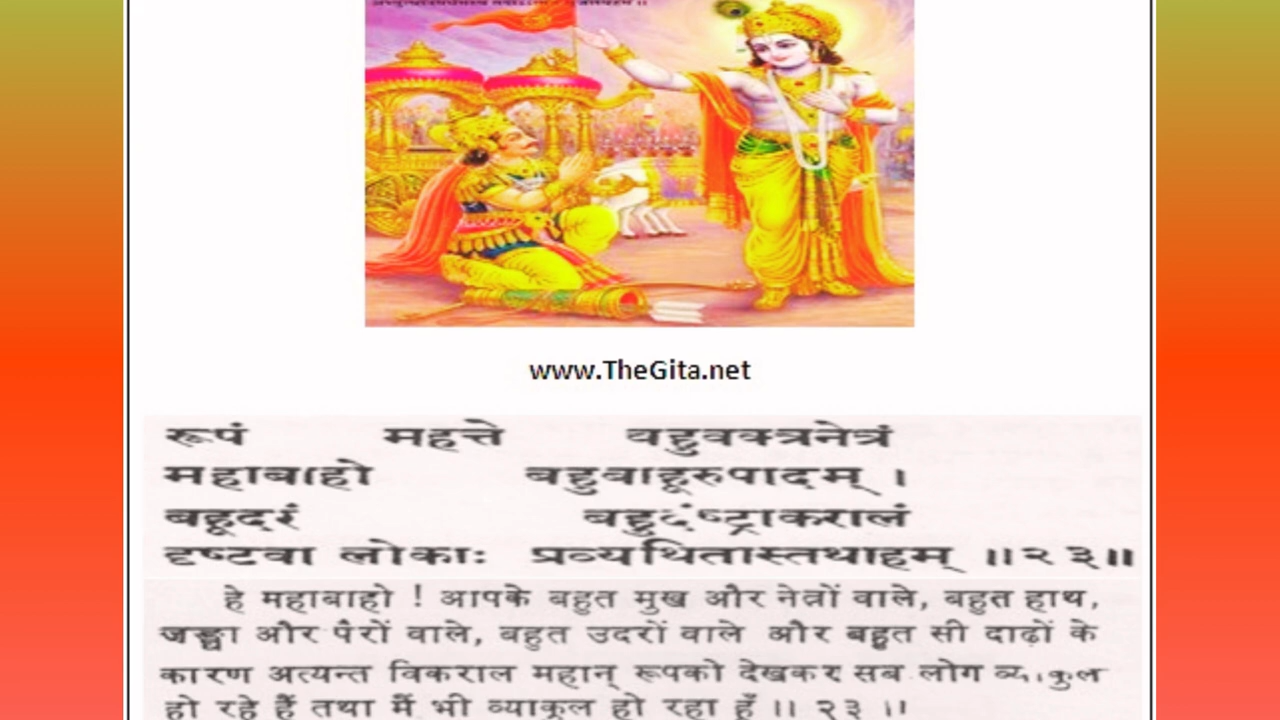 www.TheGita.net
रूपं महत्ते बहुवक्त्रनेत्रं
महाबाहो बहुबाहूरुपादम् ।
बहूदरं बहुदंष्ट्राकरालं
दृष्टवा लोकाः प्रव्यथितास्तथाहम् ॥२३॥
हे महाबाहो ! आपके बहुत मुख और नेत्रों वाले, बहुत हाथ,
जङ्घा और पैरों वाले, बहुत उदरों वाले और बहुत सी दाढ़ों के
कारण अत्यन्त विकराल महान् रूपको देखकर सब लोग व्याकुल
हो रहे हैं तथा मैं भी व्याकुल हो रहा हूँ ॥ २३ ॥